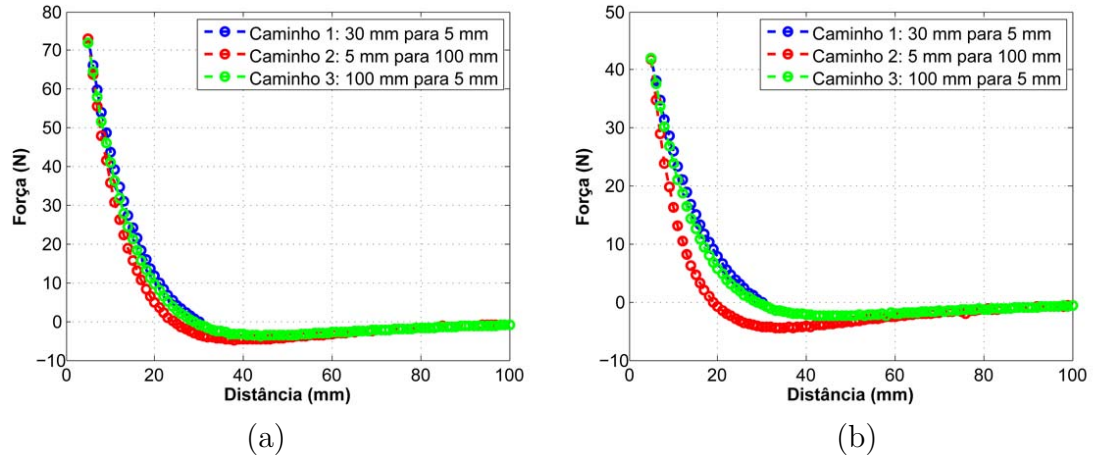 80
70
60
50
40
30
20
10
0
−10
Força (N)
0 20 40 60 80 100
Distância (mm)
Caminho 1: 30 mm para 5 mm
Caminho 2: 5 mm para 100 mm
Caminho 3: 100 mm para 5 mm
(a)
50
40
30
20
10
0
−10
Força (N)
0 20 40 60 80 100
Distância (mm)
Caminho 1: 30 mm para 5 mm
Caminho 2: 5 mm para 100 mm
Caminho 3: 100 mm para 5 mm
(b)